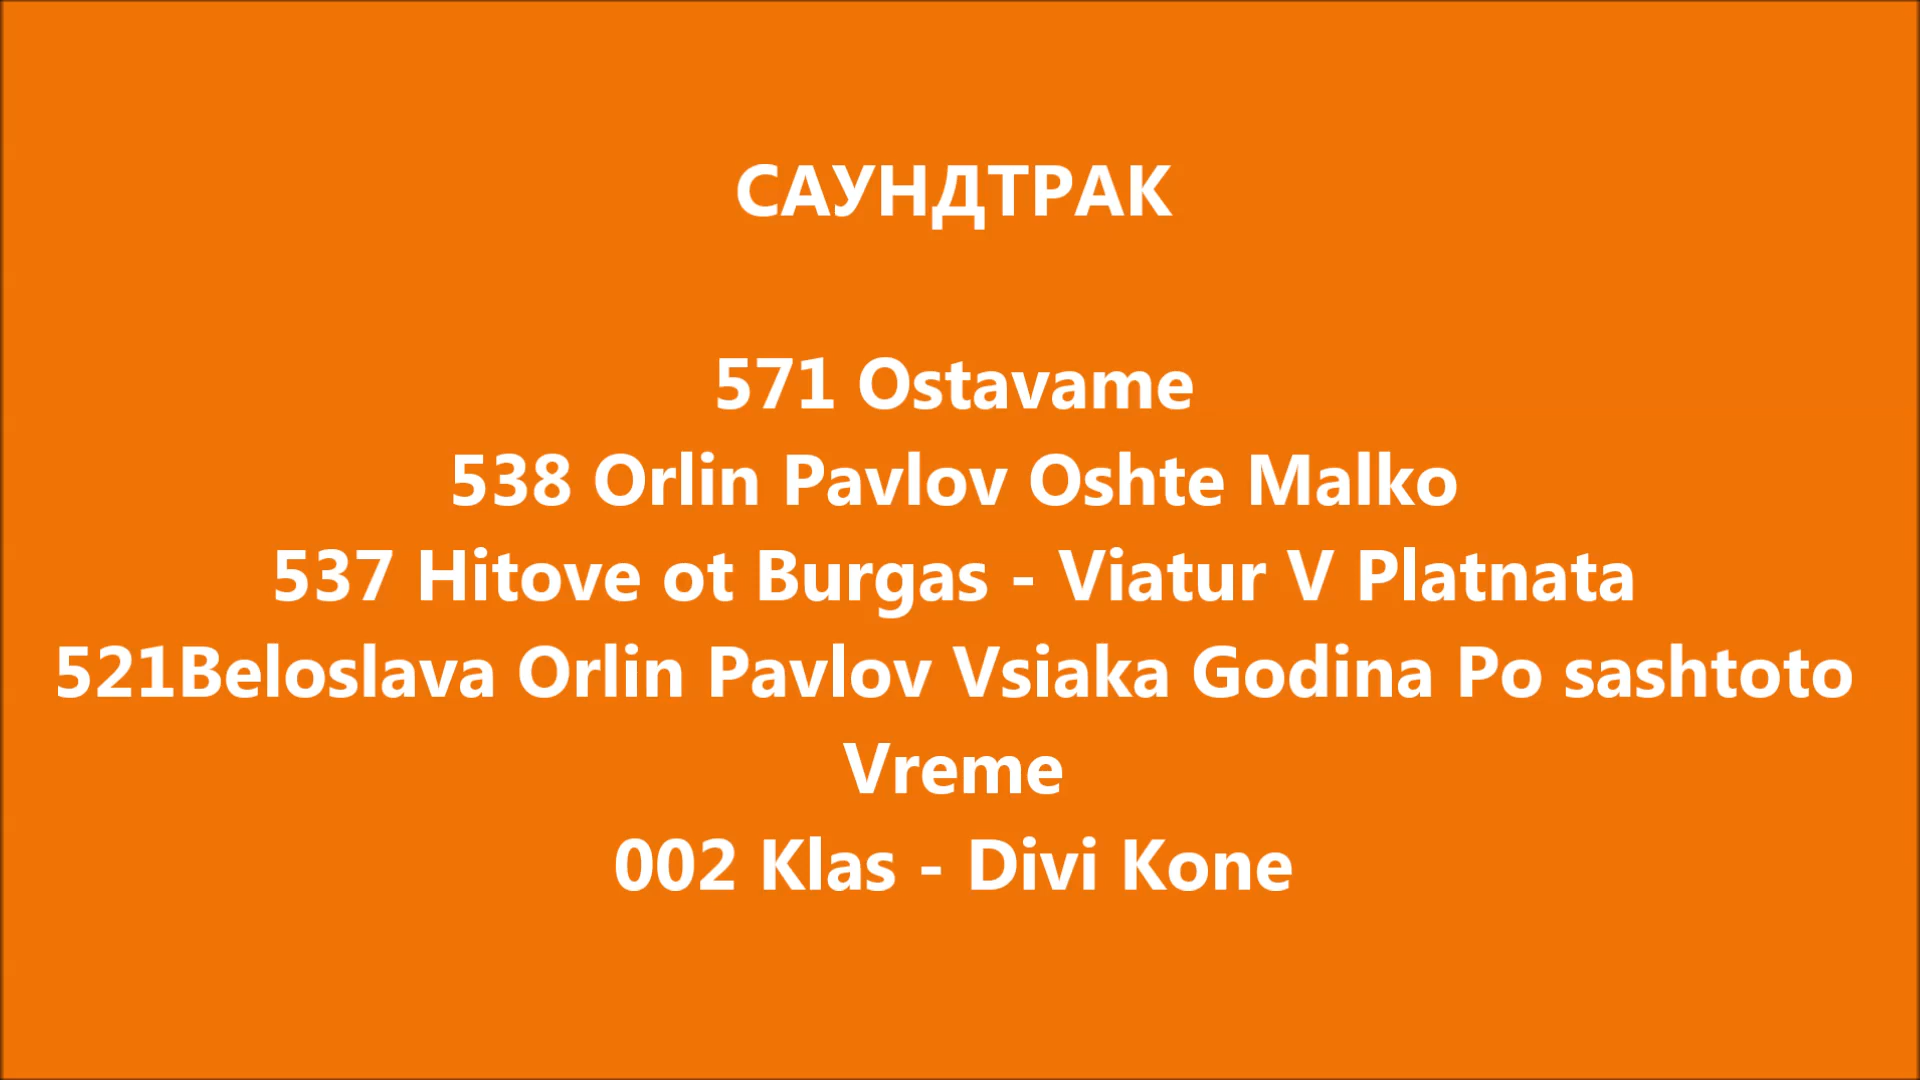 САУНДТРАК
571 Ostavame
538 Orlin Pavlov Oshte Malko
537 Hitove ot Burgas - Viatur V Platnata
521Beloslava Orlin Pavlov Vsiaka Godina Po sashtoto
Vreme
002 Klas - Divi Kone